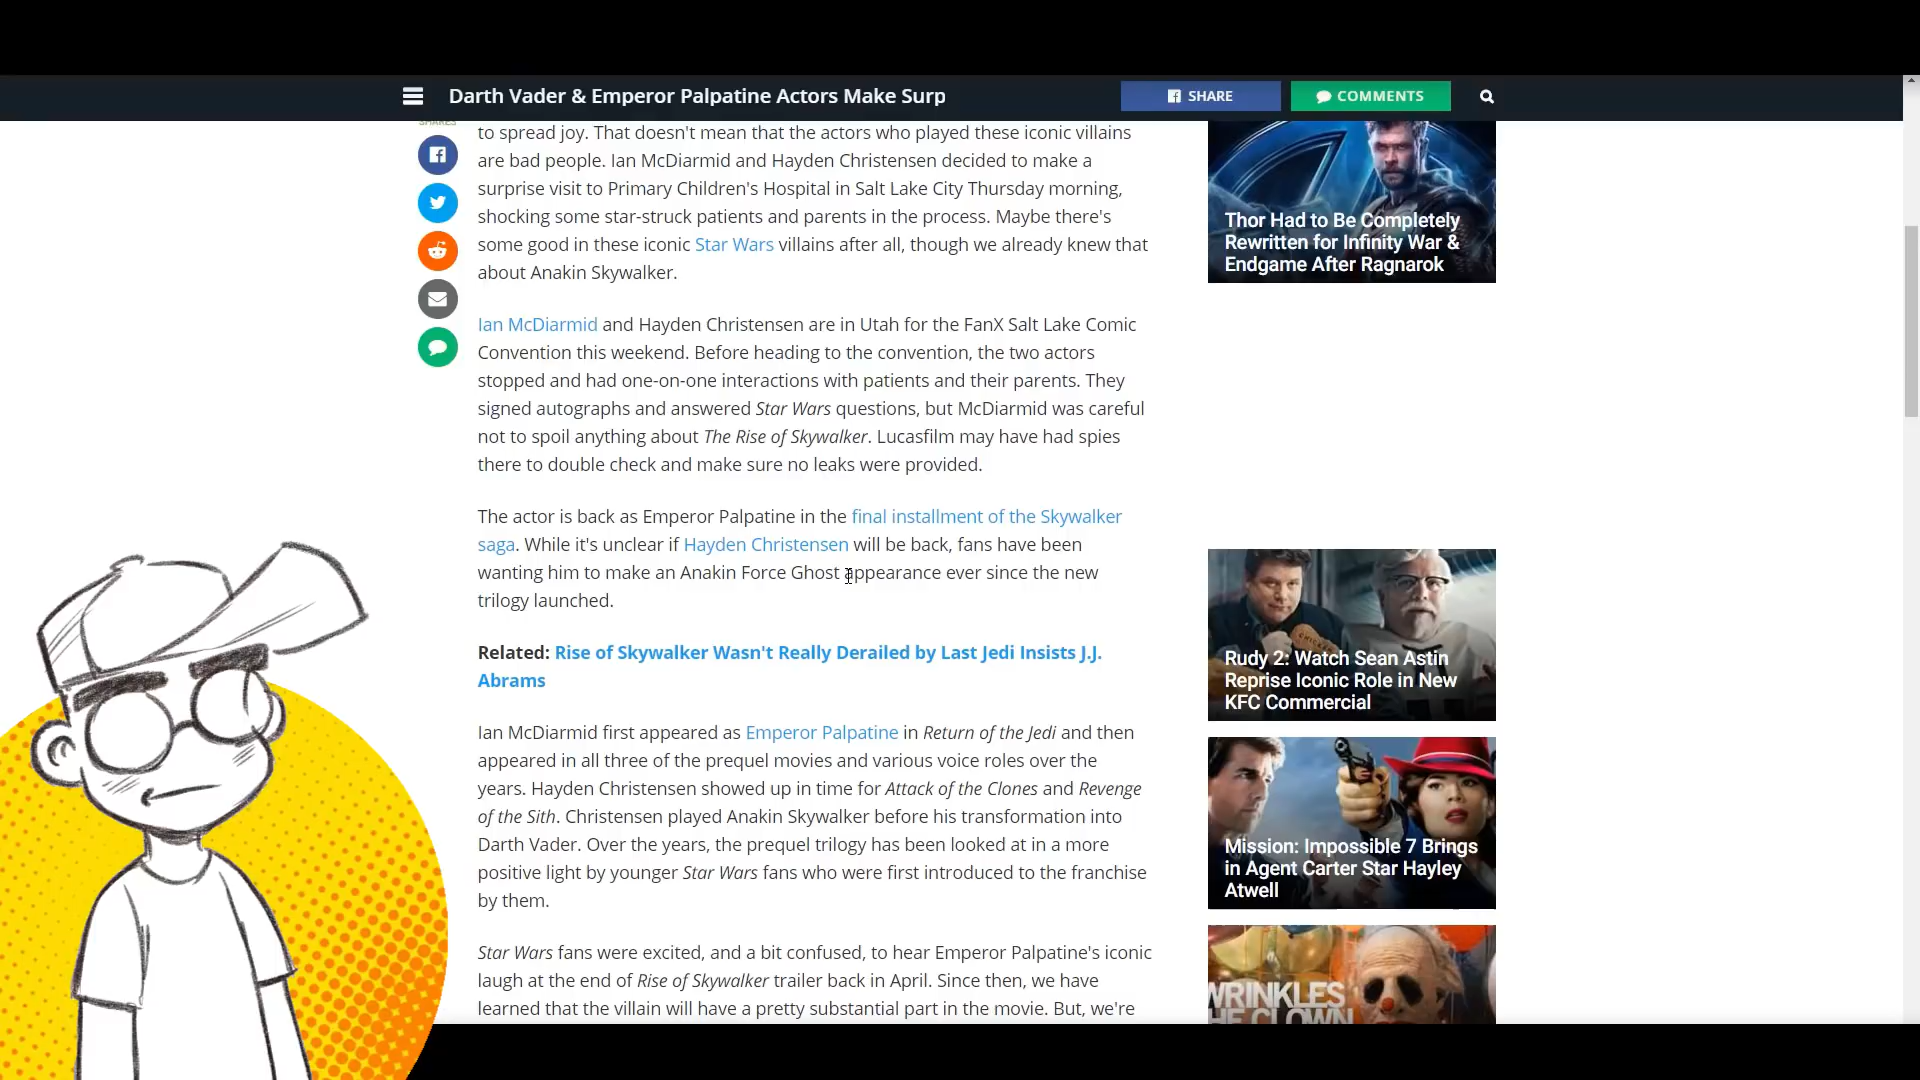 Darth Vader & Emperor Palpatine Actors Make Surp
SHARE
COMMENTS
SHARES
to spread joy. That doesn't mean that the actors who played these iconic villains
are bad people. Ian McDiarmid and Hayden Christensen decided to make a
surprise visit to Primary Children's Hospital in Salt Lake City Thursday morning,
shocking some star-struck patients and parents in the process. Maybe there's
some good in these iconic Star Wars villains after all, though we already knew that
about Anakin Skywalker.
Ian McDiarmid and Hayden Christensen are in Utah for the FanX Salt Lake Comic
Convention this weekend. Before heading to the convention, the two actors
stopped and had one-on-one interactions with patients and their parents. They
signed autographs and answered Star Wars questions, but McDiarmid was careful
not to spoil anything about The Rise of Skywalker. Lucasfilm may have had spies
there to double check and make sure no leaks were provided.
The actor is back as Emperor Palpatine in the final installment of the Skywalker
saga. While it's unclear if Hayden Christensen will be back, fans have been
wanting him to make an Anakin Force Ghost appearance ever since the new
trilogy launched.
Related: Rise of Skywalker Wasn't Really Derailed by Last Jedi Insists J.J.
Abrams
Ian McDiarmid first appeared as Emperor Palpatine in Return of the Jedi and then
appeared in all three of the prequel movies and various voice roles over the
years. Hayden Christensen showed up in time for Attack of the Clones and Revenge
of the Sith. Christensen played Anakin Skywalker before his transformation into
Darth Vader. Over the years, the prequel trilogy has been looked at in a more
positive light by younger Star Wars fans who were first introduced to the franchise
by them.
Star Wars fans were excited, and a bit confused, to hear Emperor Palpatine's iconic
laugh at the end of Rise of Skywalker trailer back in April. Since then, we have
learned that the villain will have a pretty substantial part in the movie. But, we're
Thor Had to Be Completely
Rewritten for Infinity War &
Endgame After Ragnarok
Rudy 2: Watch Sean Astin
Reprise Iconic Role in New
KFC Commercial
Mission: Impossible 7 Brings
in Agent Carter Star Hayley
Atwell
WRINKLES
THE CLOWN